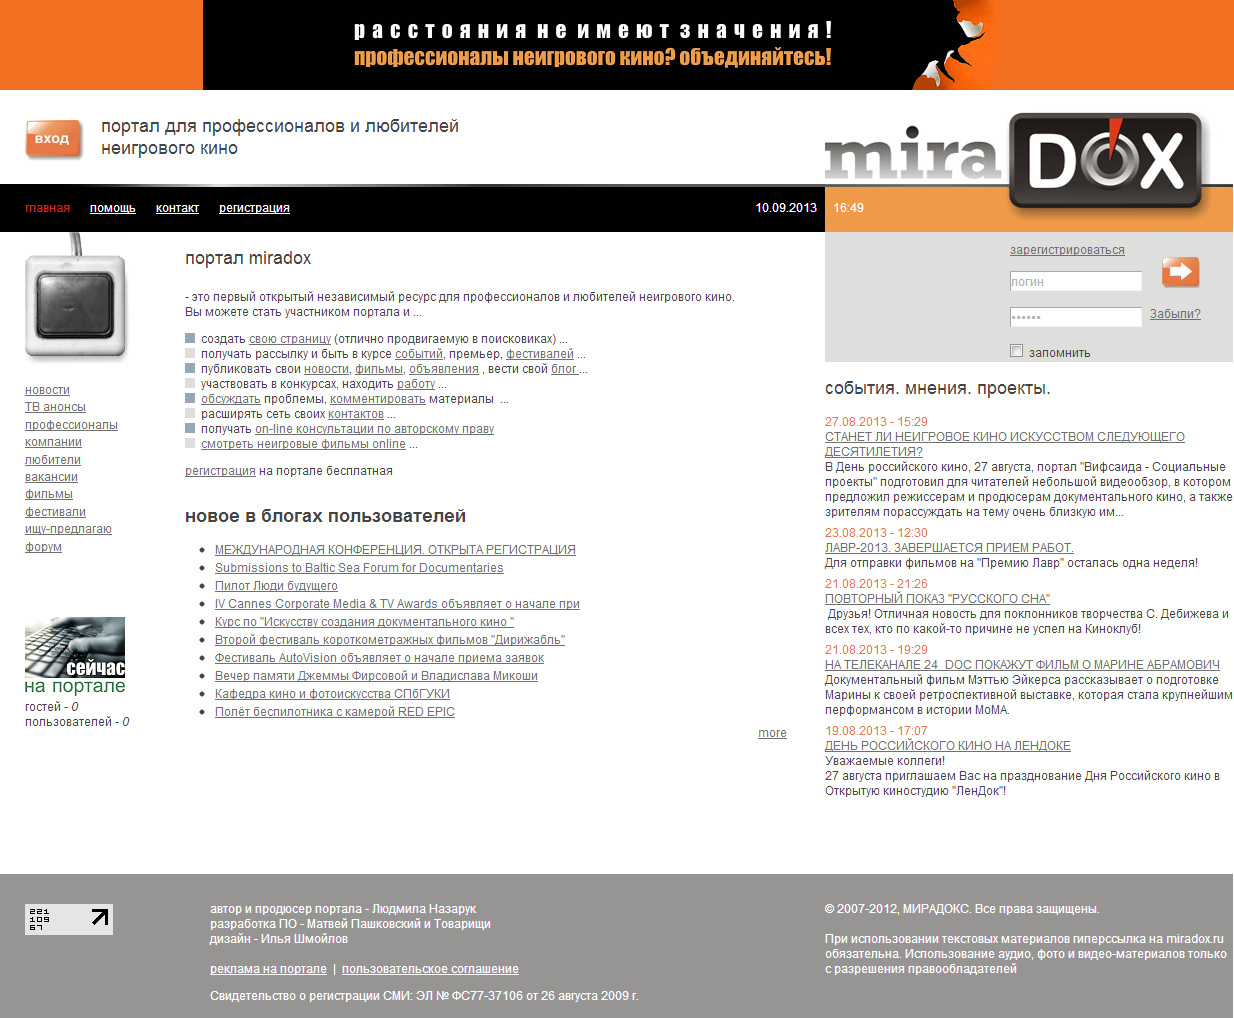 расстояния не имеют значения!
профессионалы неигрового кино? объединяйтесь!
вход
портал для профессионалов и любителей
неигрового кино
mira DOX
главная помощь контакт регистрация 10.09.2013 16:49
зарегистрироваться
логин
••••••
Забыли?
запомнить
новости
ТВ анонсы
профессионалы
компании
любители
вакансии
фильмы
фестивали
ищу-предлагаю
форум
сейчас
на портале
гостей - 0
пользователей - 0
портал miradox
- это первый открытый независимый ресурс для профессионалов и любителей неигрового кино.
Вы можете стать участником портала и ...
создать свою страницу (отлично продвигаемую в поисковиках) ...
получать рассылку и быть в курсе событий, премьер, фестивалей ...
публиковать свои новости, фильмы, объявления , вести свой блог ...
участвовать в конкурсах, находить работу ...
обсуждать проблемы, комментировать материалы ...
расширять сеть своих контактов ...
получать on-line консультации по авторскому праву
смотреть неигровые фильмы online ...
регистрация на портале бесплатная
новое в блогах пользователей
МЕЖДУНАРОДНАЯ КОНФЕРЕНЦИЯ. ОТКРЫТА РЕГИСТРАЦИЯ
Submissions to Baltic Sea Forum for Documentaries
Пилот Люди будущего
IV Cannes Corporate Media & TV Awards объявляет о начале при
Курс по "Искусству создания документального кино "
Второй фестиваль короткометражных фильмов "Дирижабль"
Фестиваль AutoVision объявляет о начале приема заявок
Вечер памяти Джеммы Фирсовой и Владислава Микоши
Кафедра кино и фотоискусства СПбГУКИ
Полёт беспилотника с камерой RED EPIC
more
события. мнения. проекты.
27.08.2013 - 15:29
СТАНЕТ ЛИ НЕИГРОВОЕ КИНО ИСКУССТВОМ СЛЕДУЮЩЕГО
ДЕСЯТИЛЕТИЯ?
В День российского кино, 27 августа, портал "Вифсаида - Социальные
проекты" подготовил для читателей небольшой видеообзор, в котором
предложил режиссерам и продюсерам документального кино, а также
зрителям порассуждать на тему очень близкую им...
23.08.2013 - 12:30
ЛАВР-2013. ЗАВЕРШАЕТСЯ ПРИЕМ РАБОТ.
Для отправки фильмов на "Премию Лавр" осталась одна неделя!
21.08.2013 - 21:26
ПОВТОРНЫЙ ПОКАЗ "РУССКОГО СНА"
Друзья! Отличная новость для поклонников творчества С. Дебижева и
всех тех, кто по какой-то причине не успел на Киноклуб!
21.08.2013 - 19:29
НА ТЕЛЕКАНАЛЕ 24_DOC ПОКАЖУТ ФИЛЬМ О МАРИНЕ АБРАМОВИЧ
Документальный фильм Мэттью Эйкерса рассказывает о подготовке
Марины к своей ретроспективной выставке, которая стала крупнейшим
перформансом в истории МоМА.
19.08.2013 - 17:07
ДЕНЬ РОССИЙСКОГО КИНО НА ЛЕНДОКЕ
Уважаемые коллеги!
27 августа приглашаем Вас на празднование Дня Российского кино в
Открытую киностудию "ЛенДок"!
221
109
67
автор и продюсер портала - Людмила Назарук
разработка ПО - Матвей Пашковский и Товарищи
дизайн - Илья Шмойлов
реклама на портале | пользовательское соглашение
Свидетельство о регистрации СМИ: ЭЛ № ФС77-37106 от 26 августа 2009 г.
© 2007-2012, МИРАДОКС. Все права защищены.
При использовании текстовых материалов гиперссылка на miradox.ru
обязательна. Использование аудио, фото и видео-материалов только
с разрешения правообладателей